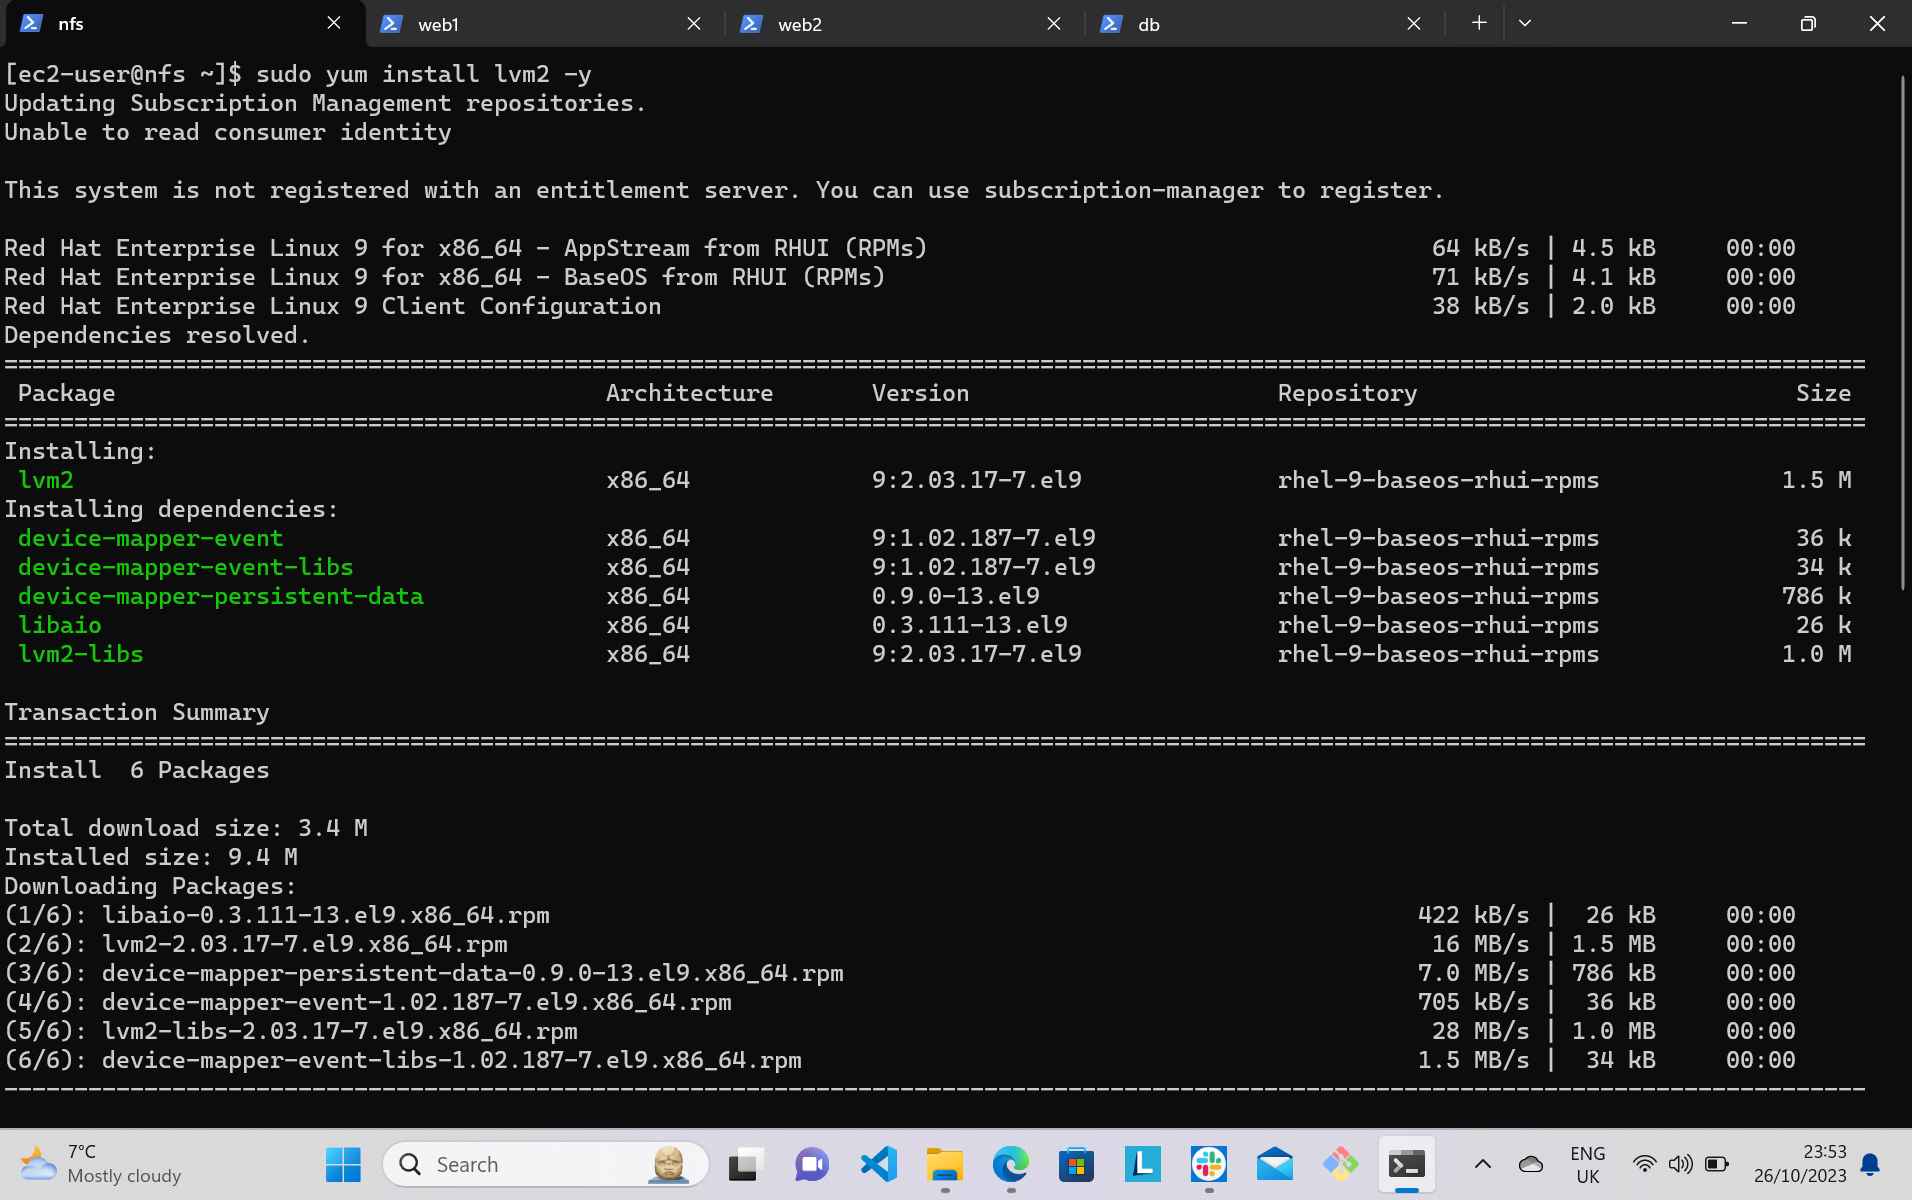 nfs
web1
web2
db
[ec2-user@nfs ~]$ sudo yum install lvm2 -y
Updating Subscription Management repositories.
Unable to read consumer identity
This system is not registered with an entitlement server. You can use subscription-manager to register.
Red Hat Enterprise Linux 9 for x86_64 - AppStream from RHUI (RPMs) 64 kB/s | 4.5 kB 00:00
Red Hat Enterprise Linux 9 for x86_64 - BaseOS from RHUI (RPMs) 71 kB/s | 4.1 kB 00:00
Red Hat Enterprise Linux 9 Client Configuration 38 kB/s | 2.0 kB 00:00
Dependencies resolved.
Package Architecture Version Repository Size
Installing:
lvm2 x86_64 9:2.03.17-7.el9 rhel-9-baseos-rhui-rpms 1.5 M
Installing dependencies:
device-mapper-event x86_64 9:1.02.187-7.el9 rhel-9-baseos-rhui-rpms 36 k
device-mapper-event-libs x86_64 9:1.02.187-7.el9 rhel-9-baseos-rhui-rpms 34 k
device-mapper-persistent-data x86_64 0.9.0-13.el9 rhel-9-baseos-rhui-rpms 786 k
libaio x86_64 0.3.111-13.el9 rhel-9-baseos-rhui-rpms 26 k
lvm2-libs x86_64 9:2.03.17-7.el9 rhel-9-baseos-rhui-rpms 1.0 M
Transaction Summary
Install 6 Packages
Total download size: 3.4 M
Installed size: 9.4 M
Downloading Packages:
(1/6): libaio-0.3.111-13.el9.x86_64.rpm 422 kB/s | 26 kB 00:00
(2/6): lvm2-2.03.17-7.el9.x86_64.rpm 16 MB/s | 1.5 MB 00:00
(3/6): device-mapper-persistent-data-0.9.0-13.el9.x86_64.rpm 7.0 MB/s | 786 kB 00:00
(4/6): device-mapper-event-1.02.187-7.el9.x86_64.rpm 705 kB/s | 36 kB 00:00
(5/6): lvm2-libs-2.03.17-7.el9.x86_64.rpm 28 MB/s | 1.0 MB 00:00
(6/6): device-mapper-event-libs-1.02.187-7.el9.x86_64.rpm 1.5 MB/s | 34 kB 00:00
7°C
Mostly cloudy
Search
L
ENG
UK
23:53
26/10/2023